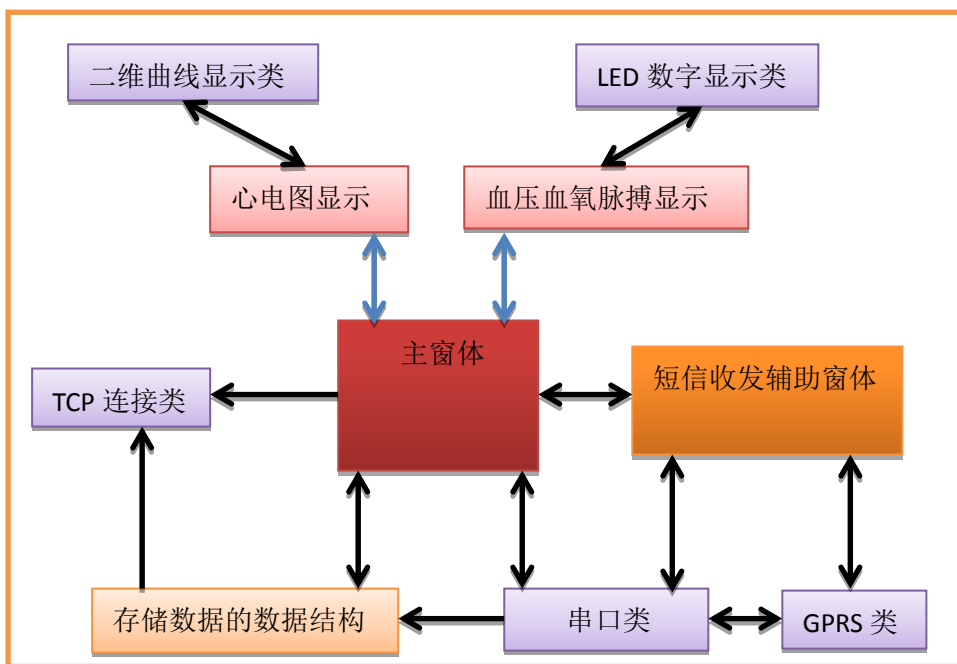 二维曲线显示类
LED 数字显示类
心电图显示
血压血氧脉搏显示
主窗体
短信收发辅助窗体
TCP 连接类
存储数据的数据结构
串口类
GPRS 类